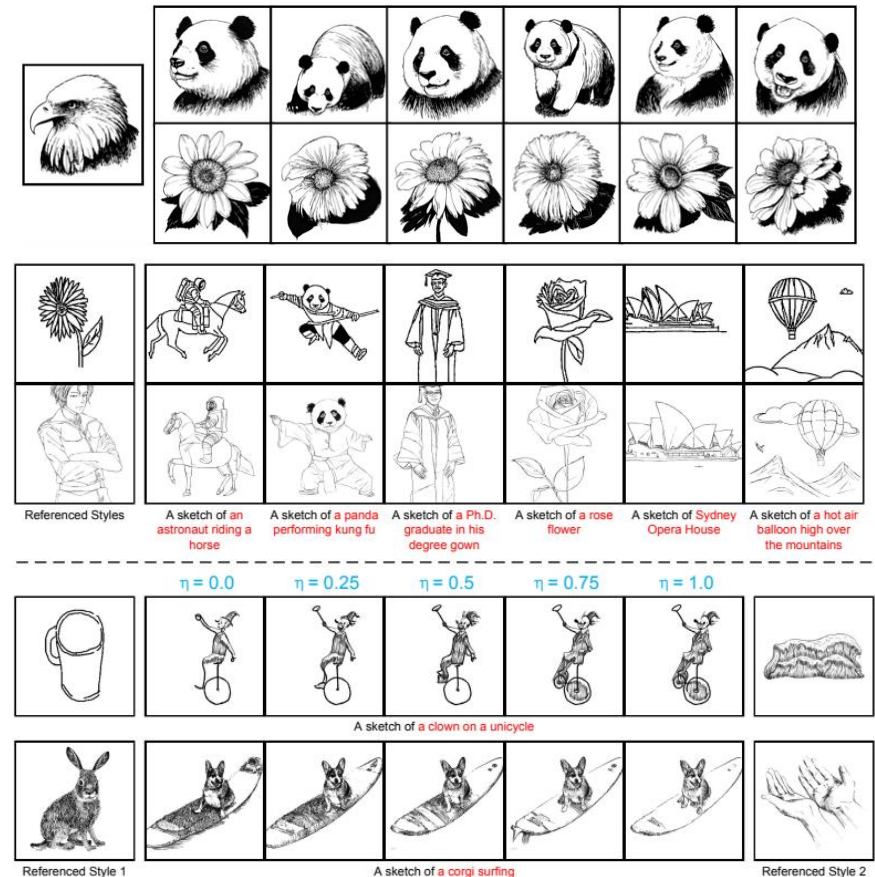 Referenced Styles
A sketch of an
astronaut riding a
horse
A sketch of a panda
performing kung fu
A sketch of a Ph.D.
graduate in his
degree gown
A sketch of a rose
flower
A sketch of Sydney
Opera House
A sketch of a hot air
balloon high over
the mountains
η = 0.0
η = 0.25
η = 0.5
η = 0.75
η = 1.0
A sketch of a clown on a unicycle
Referenced Style 1
A sketch of a corgi surfing
Referenced Style 2